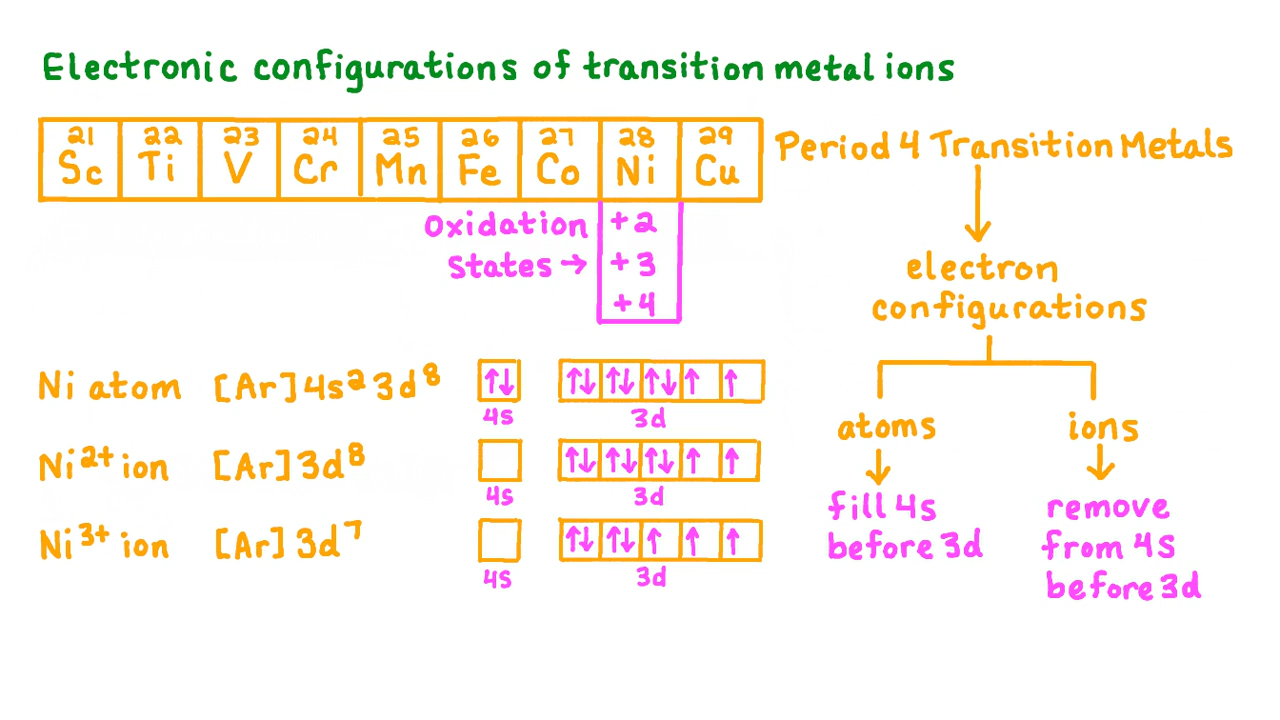 Electronic configurations of transition metal ions
21 22 23 24 25 26 27 28 29
Sc Ti V Cr Mn Fe Co Ni Cu
Period 4 Transition Metals
Oxidation
States →
+2
+3
+4
electron
configurations
atoms
fill 4s
before 3d
ions
remove
from 4s
before 3d
Ni atom [Ar] 4s² 3d⁸ ↑↓ ↑↓ ↑↓ ↑↓ ↑ ↑
4s 3d
Ni²⁺ ion [Ar] 3d⁸ ↑↓ ↑↓ ↑↓ ↑ ↑
4s 3d
Ni³⁺ ion [Ar] 3d⁷ ↑↓ ↑↓ ↑ ↑ ↑
4s 3d